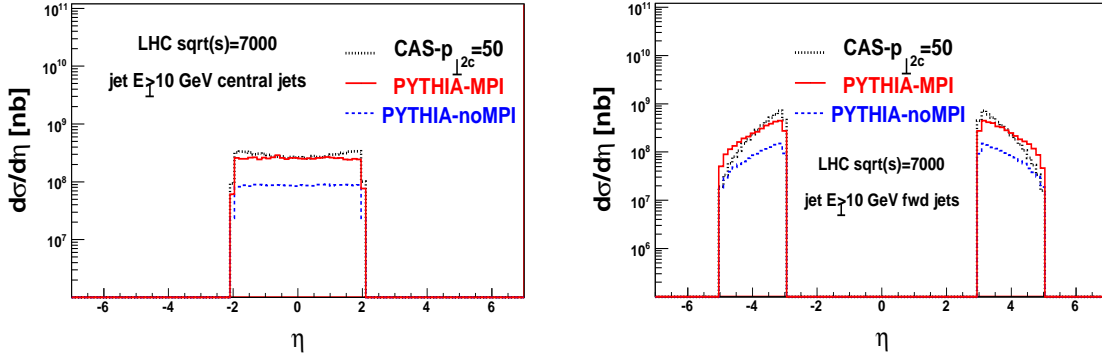 dσ/dη [nb]
10¹¹
10¹⁰
10⁹
10⁸
10⁷
LHC sqrt(s)=7000
jet E⊥>10 GeV central jets
CAS-p⊥2c=50
PYTHIA-MPI
PYTHIA-noMPI
-6 -4 -2 0 2 4 6
η
dσ/dη [nb]
10¹¹
10¹⁰
10⁹
10⁸
10⁷
10⁶
CAS-p⊥2c=50
PYTHIA-MPI
PYTHIA-noMPI
LHC sqrt(s)=7000
jet E⊥>10 GeV fwd jets
-6 -4 -2 0 2 4 6
η